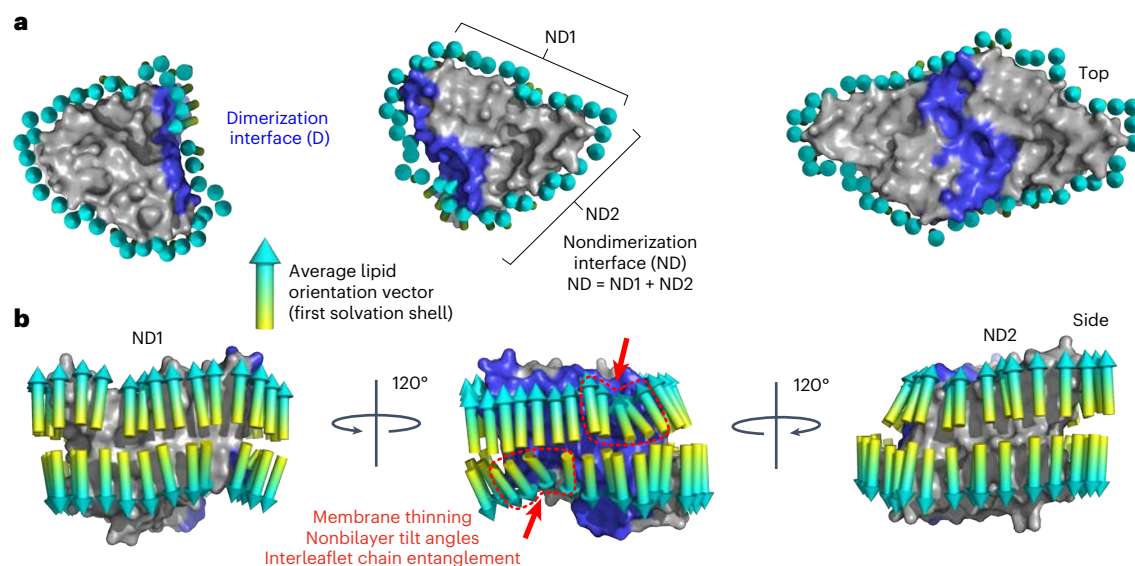 a
ND1
Top
Dimerization
interface (D)
ND2
Nondimerization
interface (ND)
ND = ND1 + ND2
Average lipid
orientation vector
(first solvation shell)
b
ND1
ND2
Side
120°
120°
Membrane thinning
Nonbilayer tilt angles
Interleaflet chain entanglement